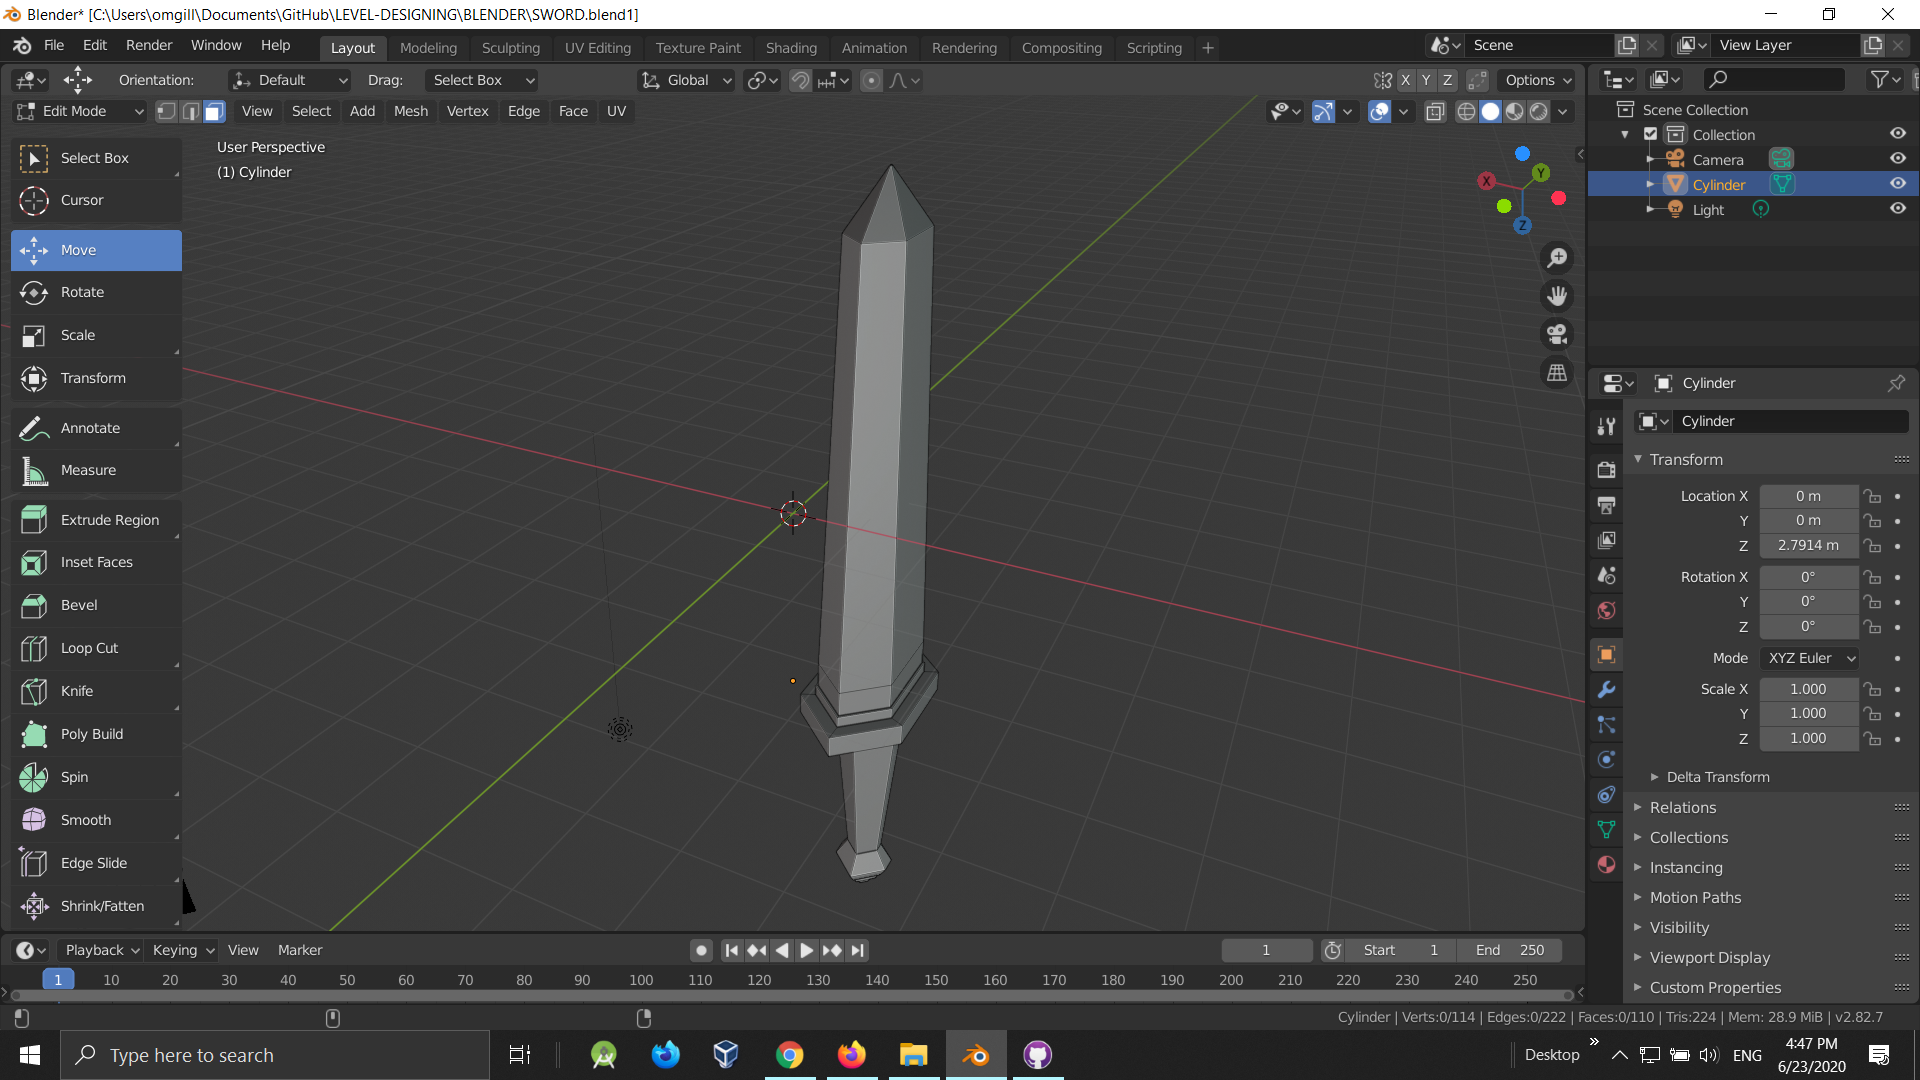 Blender* [C:\Users\omgill\Documents\GitHub\LEVEL-DESIGNING\BLENDER\SWORD.blend1]
File Edit Render Window Help Layout Modeling Sculpting UV Editing Texture Paint Shading Animation Rendering Compositing Scripting + Scene View Layer
Orientation: Default Drag: Select Box Global X Y Z Options
Edit Mode View Select Add Mesh Vertex Edge Face UV
User Perspective
(1) Cylinder
Select Box
Cursor
Move
Rotate
Scale
Transform
Annotate
Measure
Extrude Region
Inset Faces
Bevel
Loop Cut
Knife
Poly Build
Spin
Smooth
Edge Slide
Shrink/Fatten
X
Y
Z
Scene Collection
Collection
Camera
Cylinder
Light
Cylinder
Cylinder
Transform
Location X 0 m
Y 0 m
Z 2.7914 m
Rotation X 0°
Y 0°
Z 0°
Mode XYZ Euler
Scale X 1.000
Y 1.000
Z 1.000
Delta Transform
Relations
Collections
Instancing
Motion Paths
Visibility
Viewport Display
Custom Properties
Playback Keying View Marker 1 Start 1 End 250
1 10 20 30 40 50 60 70 80 90 100 110 120 130 140 150 160 170 180 190 200 210 220 230 240 250
Cylinder | Verts:0/114 | Edges:0/222 | Faces:0/110 | Tris:224 | Mem: 28.9 MiB | v2.82.7
Type here to search
Desktop
ENG
4:47 PM
6/23/2020